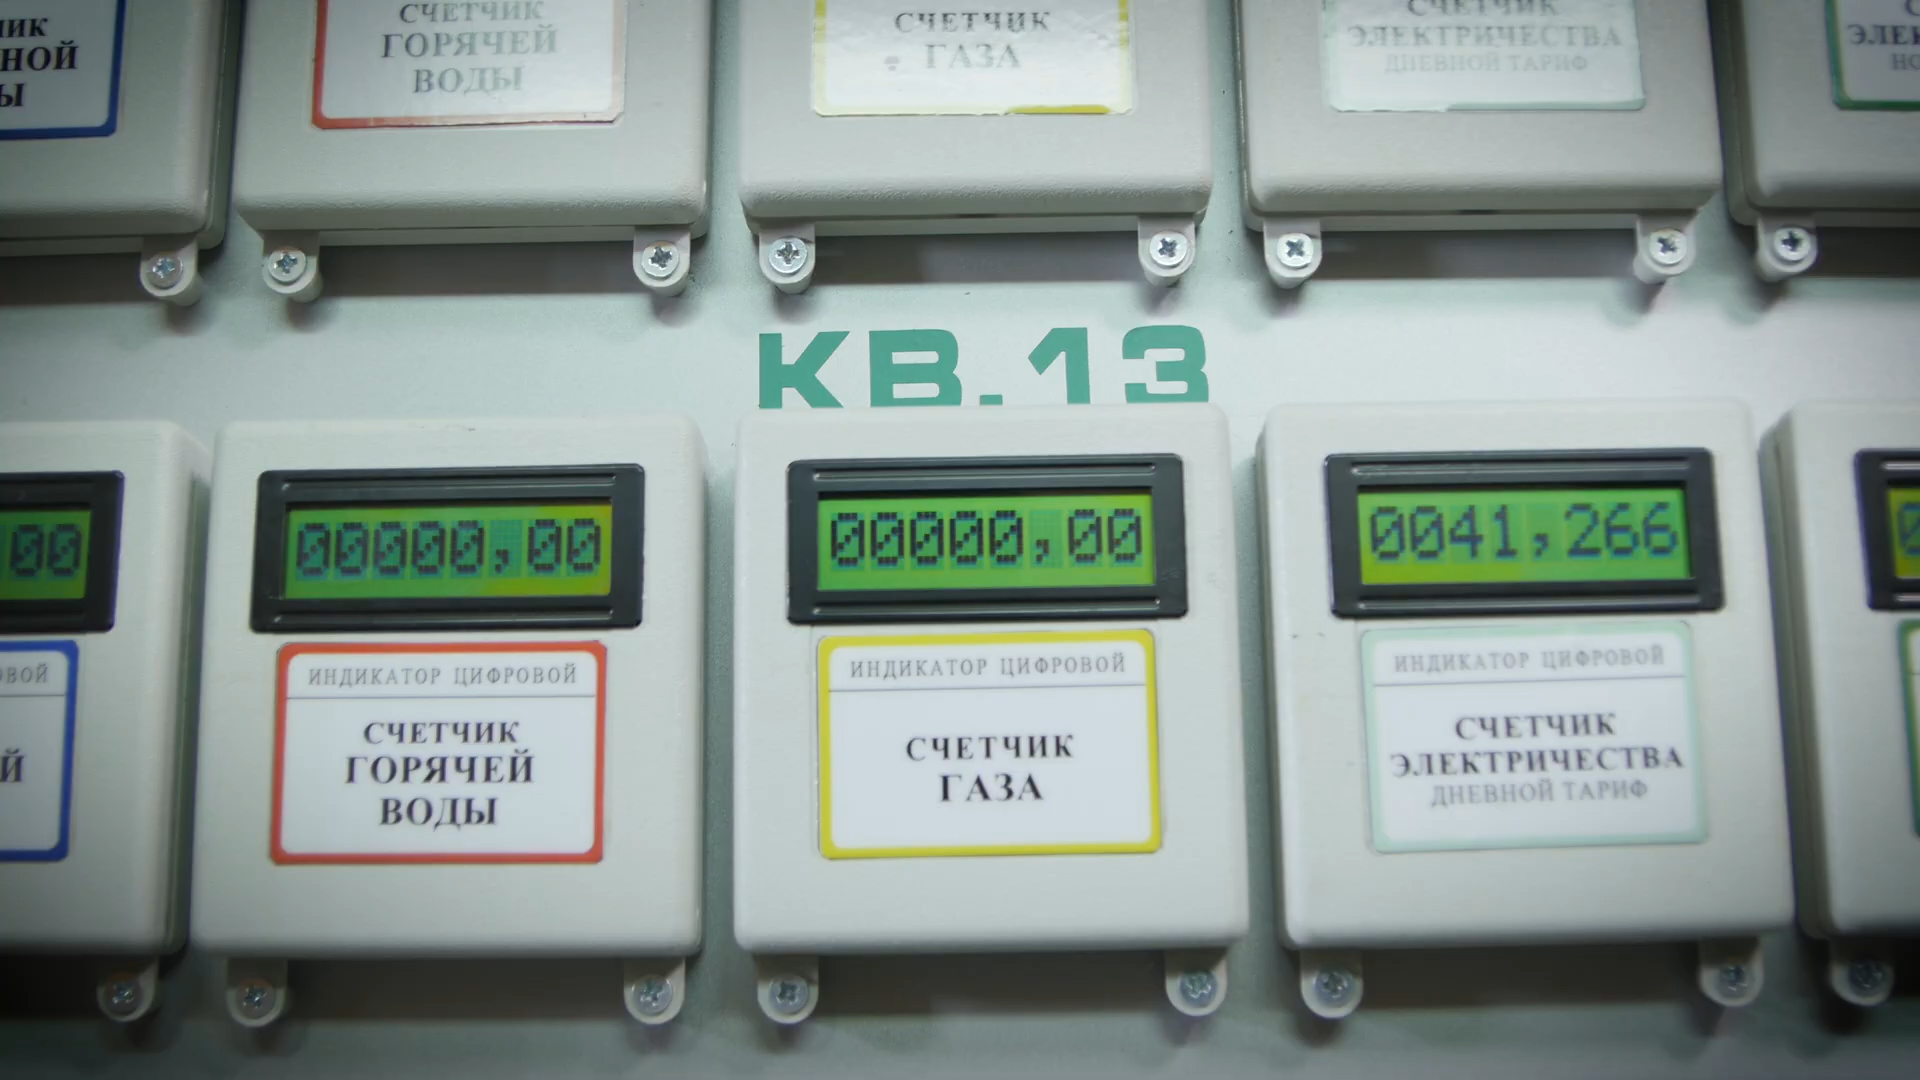 СЧЕТЧИК
ГОРЯЧЕЙ
ВОДЫ
СЧЕТЧИК
ГАЗА
СЧЕТЧИК
ЭЛЕКТРИЧЕСТВА
ДНЕВНОЙ ТАРИФ
КВ.13
00
00000,00
00000,00
0041,266
ИНДИКАТОР ЦИФРОВОЙ
СЧЕТЧИК
ГОРЯЧЕЙ
ВОДЫ
ИНДИКАТОР ЦИФРОВОЙ
СЧЕТЧИК
ГАЗА
ИНДИКАТОР ЦИФРОВОЙ
СЧЕТЧИК
ЭЛЕКТРИЧЕСТВА
ДНЕВНОЙ ТАРИФ